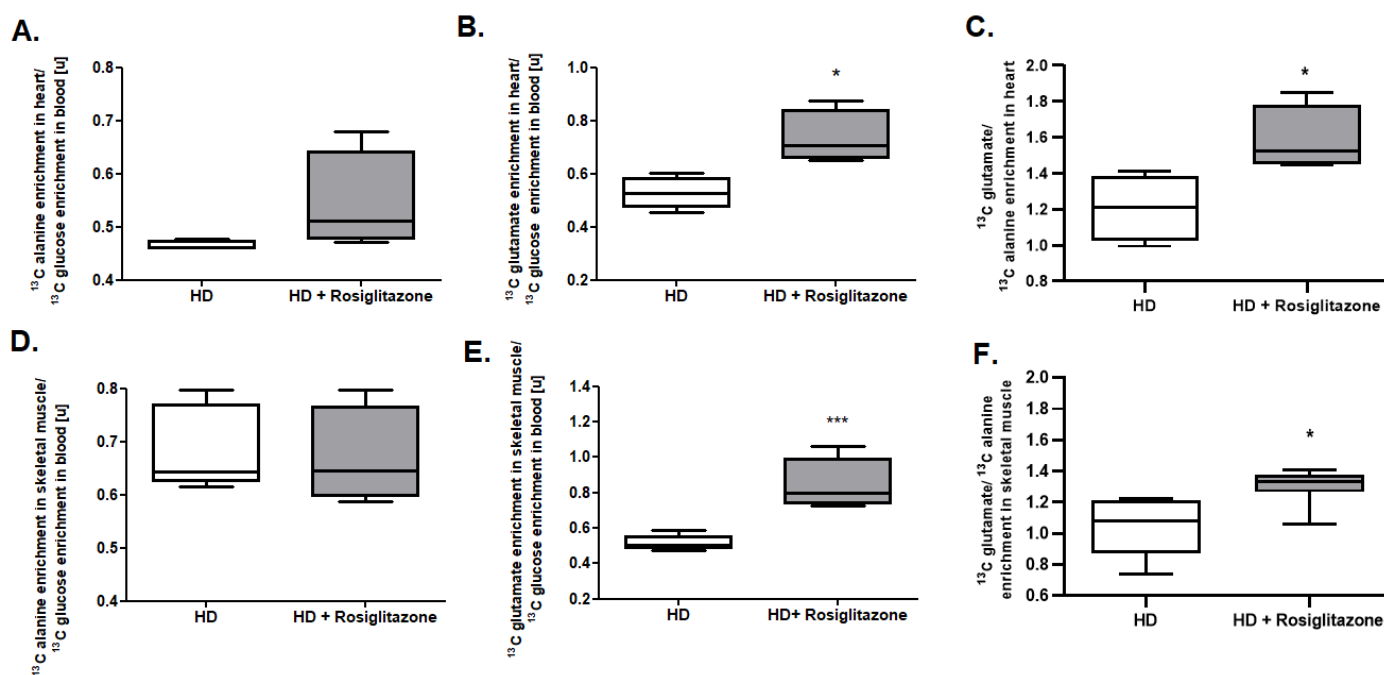 A.
¹³C alanine enrichment in heart/
¹³C glucose enrichment in blood [u]
0.8
0.7
0.6
0.5
0.4
HD
HD + Rosiglitazone
B.
¹³C glutamate enrichment in heart/
¹³C glucose  enrichment in blood [u]
1.0
0.8
0.6
0.4
0.2
*
HD
HD + Rosiglitazone
C.
¹³C glutamate/
¹³C alanine enrichment in heart
2.0
1.8
1.6
1.4
1.2
1.0
0.8
*
HD
HD + Rosiglitazone
D.
¹³C alanine enrichment in skeletal muscle/
¹³C glucose enrichment in blood [u]
0.8
0.7
0.6
0.5
0.4
HD
HD + Rosiglitazone
E.
¹³C glutamate enrichment in skeletal muscle/
¹³C glucose enrichment in blood [u]
1.4
1.2
1.0
0.8
0.6
0.4
0.2
***
HD
HD+ Rosiglitazone
F.
¹³C glutamate/ ¹³C alanine
enrichment in skeletal muscle
2.0
1.8
1.6
1.4
1.2
1.0
0.8
0.6
*
HD
HD + Rosiglitazone